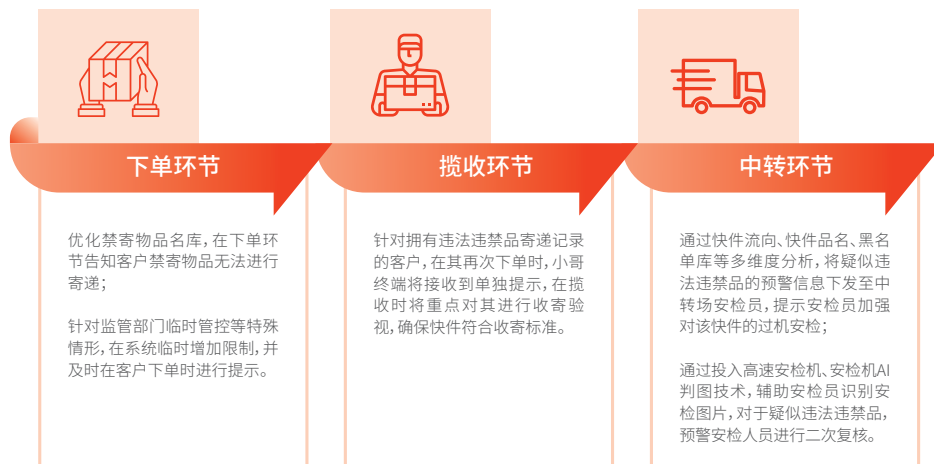 下单环节
优化禁寄物品名库,在下单环
节告知客户禁寄物品无法进行
寄递;
针对监管部门临时管控等特殊
情形,在系统临时增加限制,并
及时在客户下单时进行提示。
揽收环节
针对拥有违法违禁品寄递记录
的客户,在其再次下单时,小哥
终端将接收到单独提示,在揽
收时将重点对其进行收寄验
视,确保快件符合收寄标准。
中转环节
通过快件流向、快件品名、黑名
单库等多维度分析,将疑似违
法违禁品的预警信息下发至中
转场安检员,提示安检员加强
对该快件的过机安检;
通过投入高速安检机、安检机AI
判图技术,辅助安检员识别安
检图片,对于疑似违法违禁品,
预警安检人员进行二次复核。